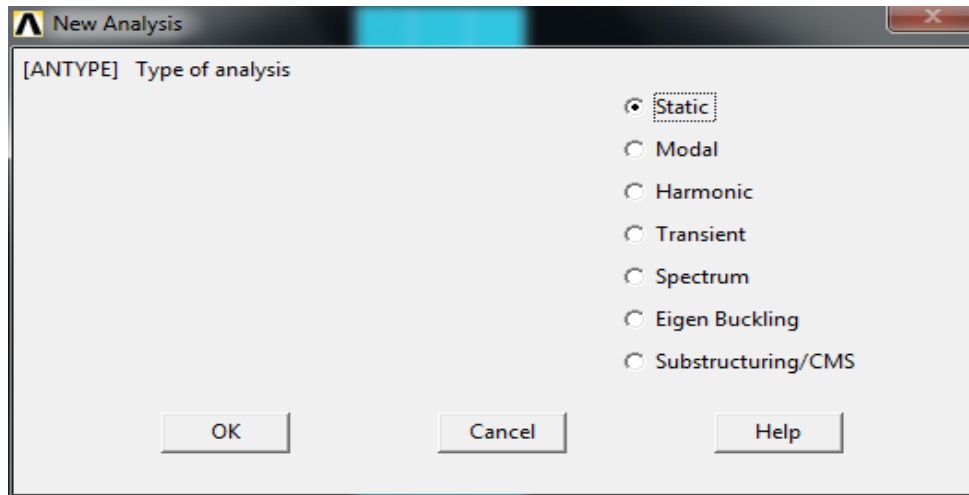 New Analysis
[ANTYPE] Type of analysis
Static
Modal
Harmonic
Transient
Spectrum
Eigen Buckling
Substructuring/CMS
OK Cancel Help